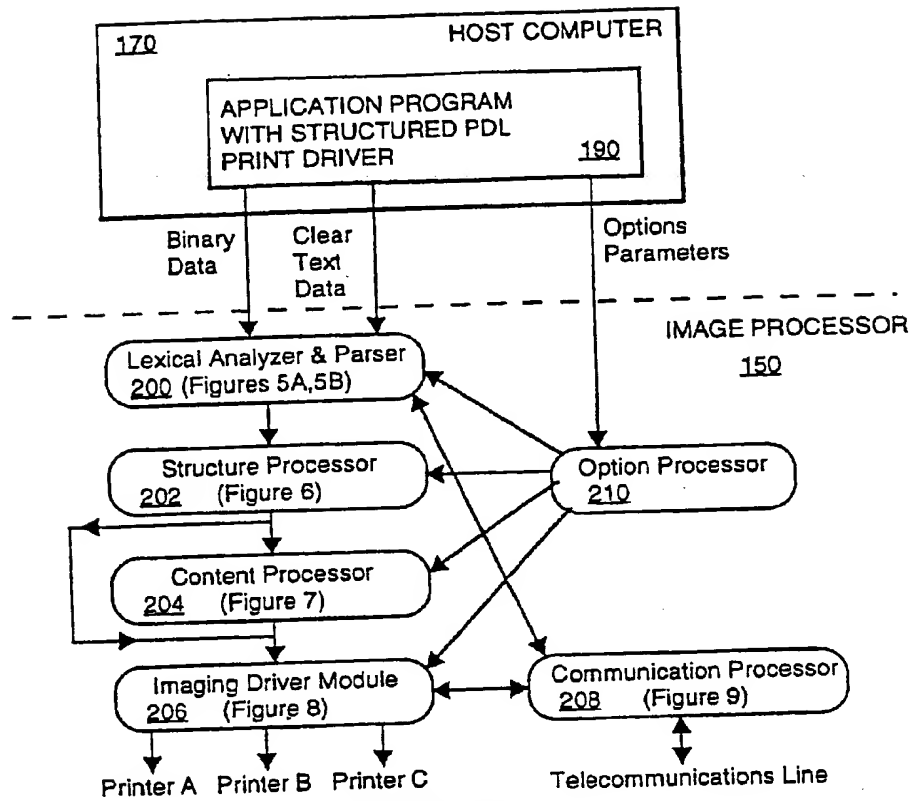 170 HOST COMPUTER
APPLICATION PROGRAM
WITH STRUCTURED PDL
PRINT DRIVER 190
Binary
Data
Clear
Text
Data
Options
Parameters
IMAGE PROCESSOR
150
Lexical Analyzer & Parser
200 (Figures 5A,5B)
Structure Processor
202 (Figure 6)
Option Processor
210
Content Processor
204 (Figure 7)
Imaging Driver Module
206 (Figure 8)
Communication Processor
208 (Figure 9)
Printer A Printer B Printer C
Telecommunications Line